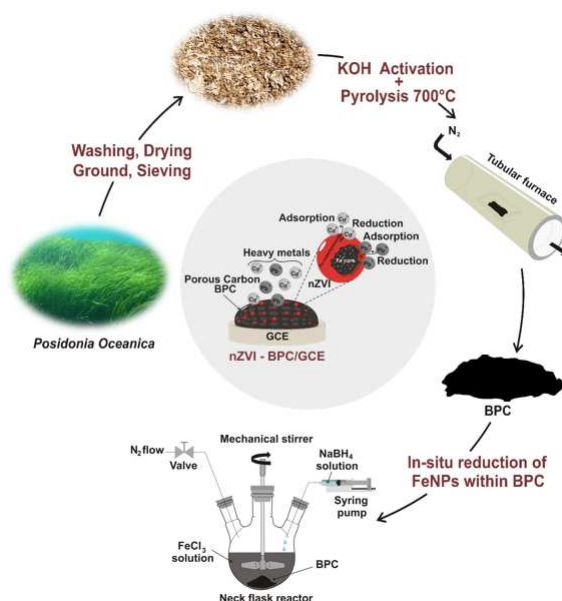 KOH Activation
+
Pyrolysis 700°C
N₂
Tubular furnace
Washing, Drying
Ground, Sieving
Posidonia Oceanica
Adsorption
Reduction
Adsorption
Reduction
Heavy metals
nZVI
Porous Carbon
BPC
GCE
nZVI - BPC/GCE
BPC
In-situ reduction of
FeNPs within BPC
Mechanical stirrer
N₂ flow
Valve
NaBH₄
solution
Syring
pump
FeCl₃
solution
BPC
Neck flask reactor